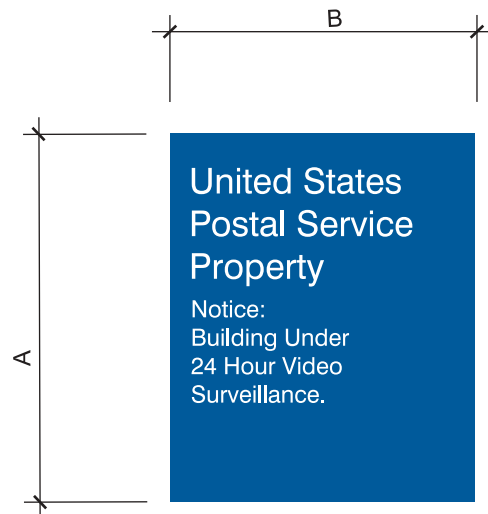 B
A
United States
Postal Service
Property
Notice:
Building Under
24 Hour Video
Surveillance.